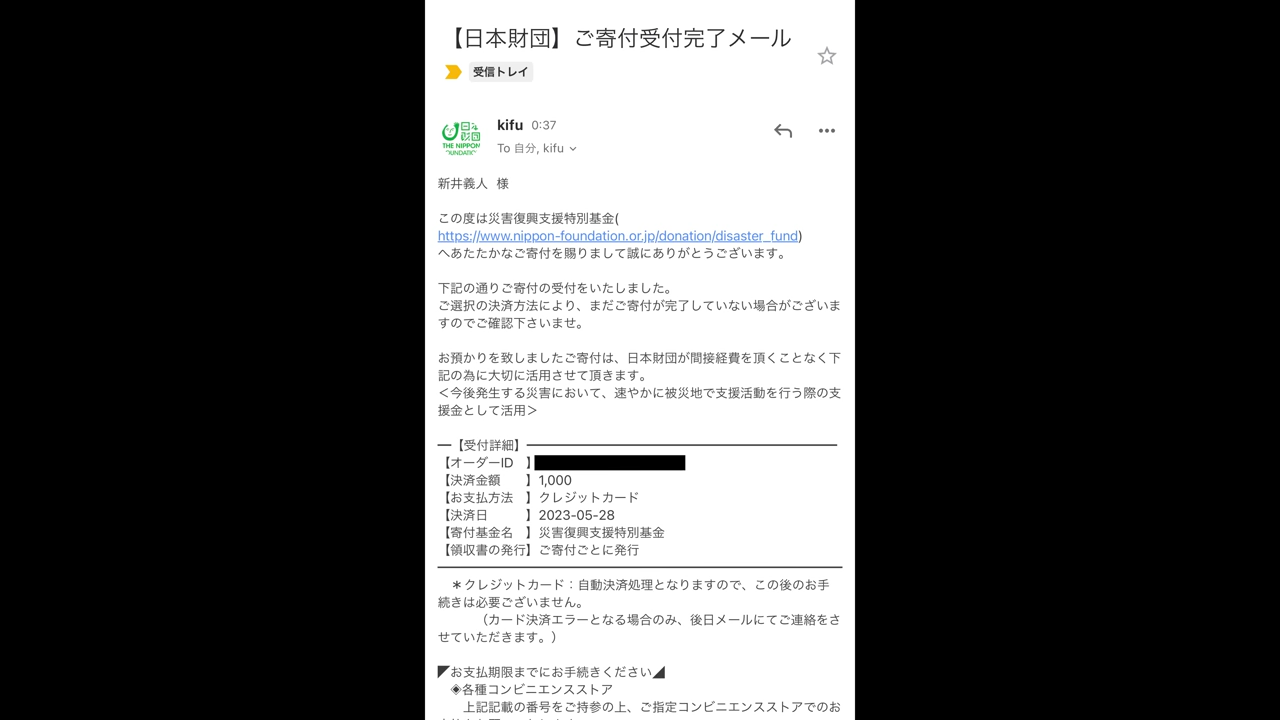 【日本財団】ご寄付受付完了メール
受信トレイ
日本財団
THE NIPPON
FOUNDATION
kifu 0:37
To 自分, kifu
新井義人 様
この度は災害復興支援特別基金(
https://www.nippon-foundation.or.jp/donation/disaster_fund)
へあたたかなご寄付を賜りまして誠にありがとうございます。
下記の通りご寄付の受付をいたしました。
ご選択の決済方法により、まだご寄付が完了していない場合がございま
すのでご確認下さいませ。
お預かりを致しましたご寄付は、日本財団が間接経費を頂くことなく下
記の為に大切に活用させて頂きます。
＜今後発生する災害において、速やかに被災地で支援活動を行う際の支
援金として活用＞
━【受付詳細】━━━━━━━━━━━━━━━━━━━━
【オーダーID 】
【決済金額 】1,000
【お支払方法 】クレジットカード
【決済日 】2023-05-28
【寄付基金名 】災害復興支援特別基金
【領収書の発行】ご寄付ごとに発行
＊クレジットカード：自動決済処理となりますので、この後のお手
続きは必要ございません。
（カード決済エラーとなる場合のみ、後日メールにてご連絡をさ
せていただきます。）
◤お支払期限までにお手続きください◢
◈各種コンビニエンスストア
上記記載の番号をご持参の上、ご指定コンビニエンスストアでのお